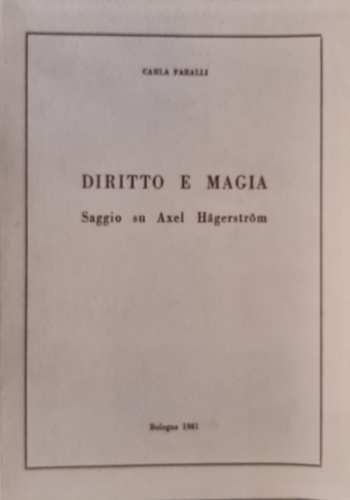 CARLA FARALLI
DIRITTO E MAGIA
Saggio su Axel Hägerström
Bologna 1981